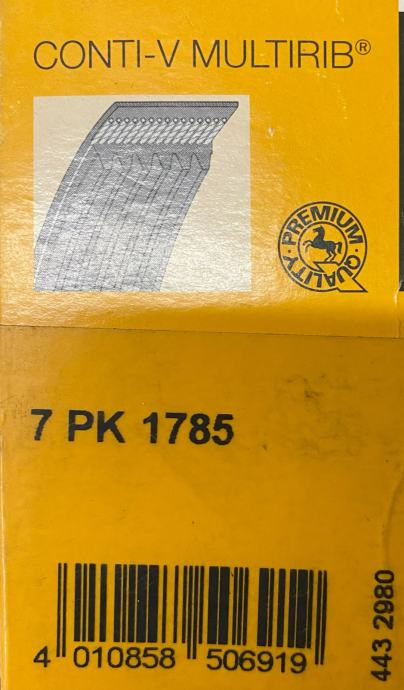 CONTI-V MULTIRIB®
PREMIUM · QUALITY ·
7 PK 1785
4 010858 506919
443 2980